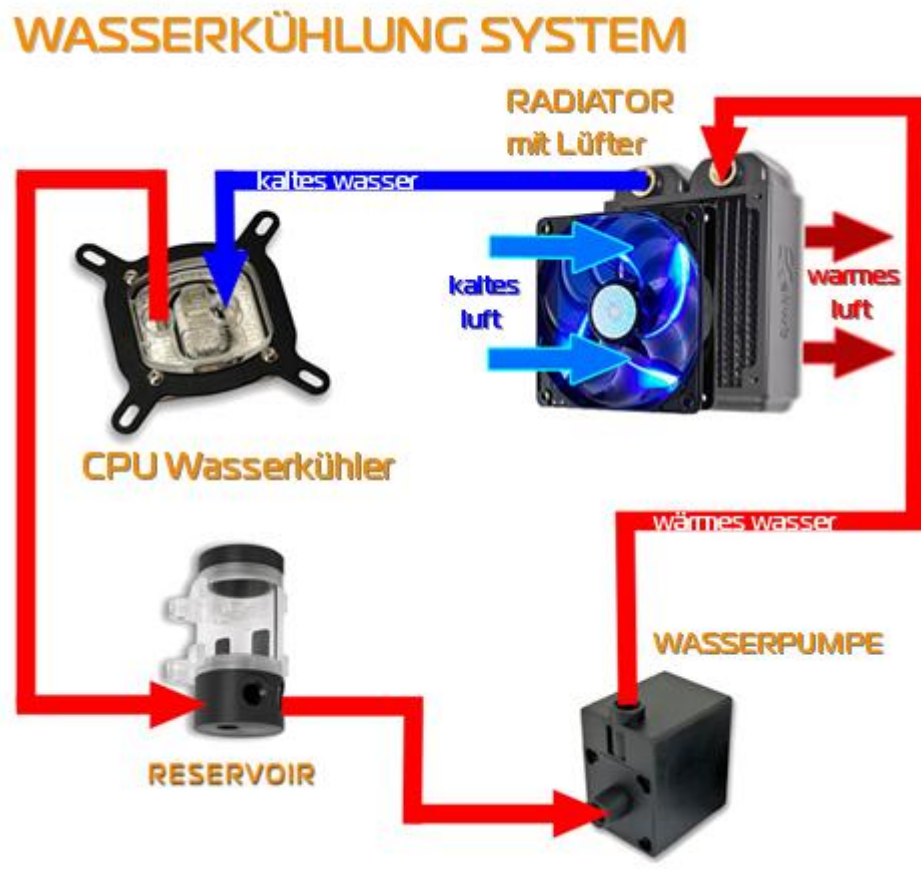 WASSERKÜHLUNG SYSTEM
RADIATOR
mit Lüfter
kaltes wasser
kaltes
luft
warmes
luft
CPU Wasserkühler
wärmes wasser
WASSERPUMPE
RESERVOIR